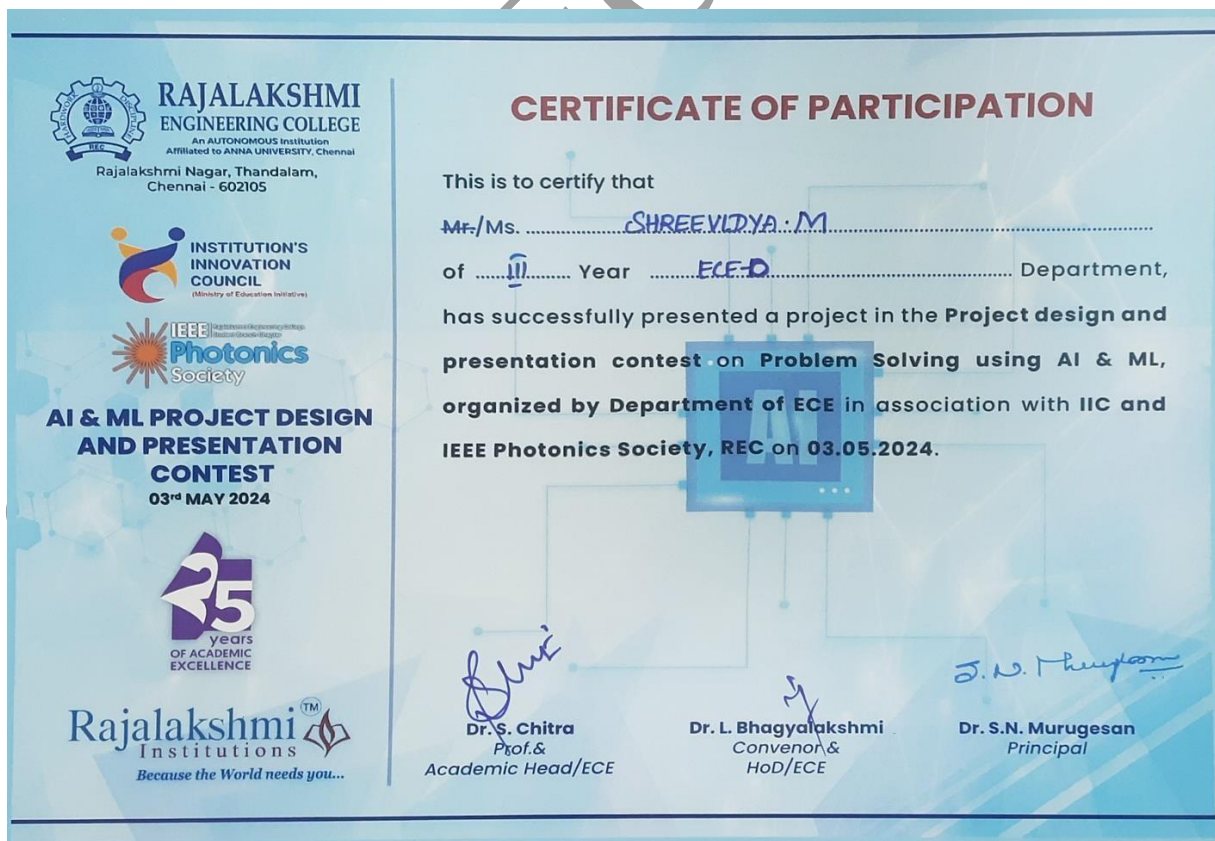 RAJALAKSHMI
ENGINEERING COLLEGE
An AUTONOMOUS Institution
Affiliated to ANNA UNIVERSITY, Chennai
HARDWORK
DISCIPLINE
REC
Rajalakshmi Nagar, Thandalam,
Chennai - 602105
INSTITUTION'S
INNOVATION
COUNCIL
(Ministry of Education Initiative)
IEEE
Photonics
Society
AI & ML PROJECT DESIGN
AND PRESENTATION
CONTEST
03rd MAY 2024
25
years
OF ACADEMIC
EXCELLENCE
Rajalakshmi TM
Institutions
Because the World needs you...
CERTIFICATE OF PARTICIPATION
This is to certify that
Mr./Ms. SHREEVIDYA.M
of III Year ECE-D Department,
has successfully presented a project in the Project design and
presentation contest on Problem Solving using AI & ML,
organized by Department of ECE in association with IIC and
IEEE Photonics Society, REC on 03.05.2024.
AI
Dr. S. Chitra
Prof.&
Academic Head/ECE
Dr. L. Bhagyalakshmi
Convenor &
HoD/ECE
Dr. S.N. Murugesan
Principal